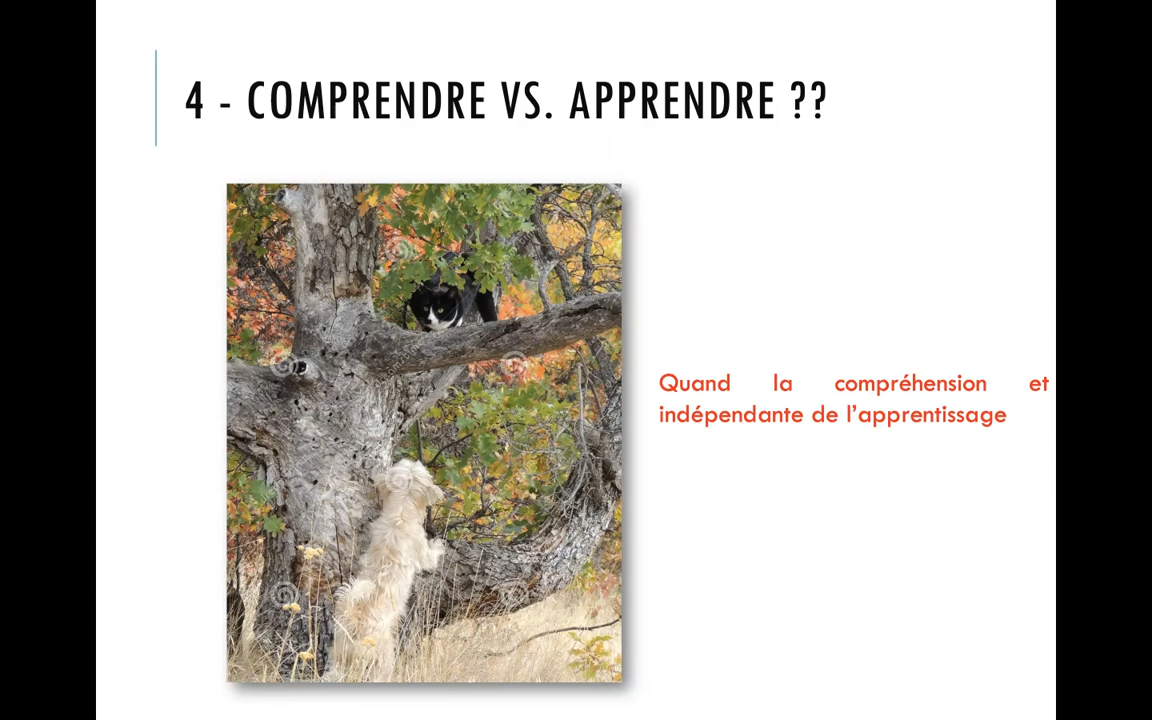 4 - COMPRENDRE VS. APPRENDRE ??
Quand la compréhension et
indépendante de l'apprentissage